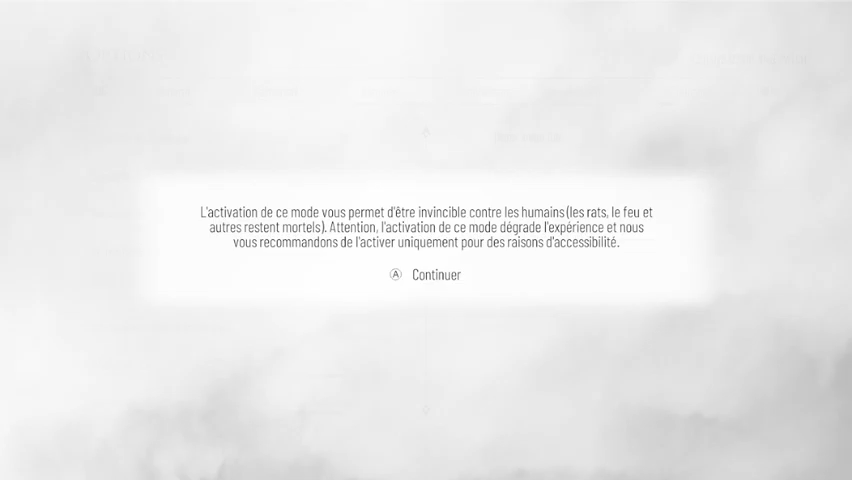 L'activation de ce mode vous permet d'être invincible contre les humains (les rats, le feu et
autres restent mortels). Attention, l'activation de ce mode dégrade l'expérience et nous
vous recommandons de l'activer uniquement pour des raisons d'accessibilité.
A Continuer